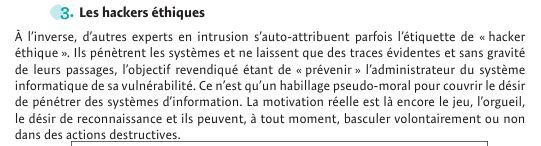 3. Les hackers éthiques
À l'inverse, d'autres experts en intrusion s'auto-attribuent parfois l'étiquette de « hacker
éthique ». Ils pénètrent les systèmes et ne laissent que des traces évidentes et sans gravité
de leurs passages, l'objectif revendiqué étant de « prévenir » l'administrateur du système
informatique de sa vulnérabilité. Ce n'est qu'un habillage pseudo-moral pour couvrir le désir
de pénétrer des systèmes d'information. La motivation réelle est là encore le jeu, l'orgueil,
le désir de reconnaissance et ils peuvent, à tout moment, basculer volontairement ou non
dans des actions destructives.